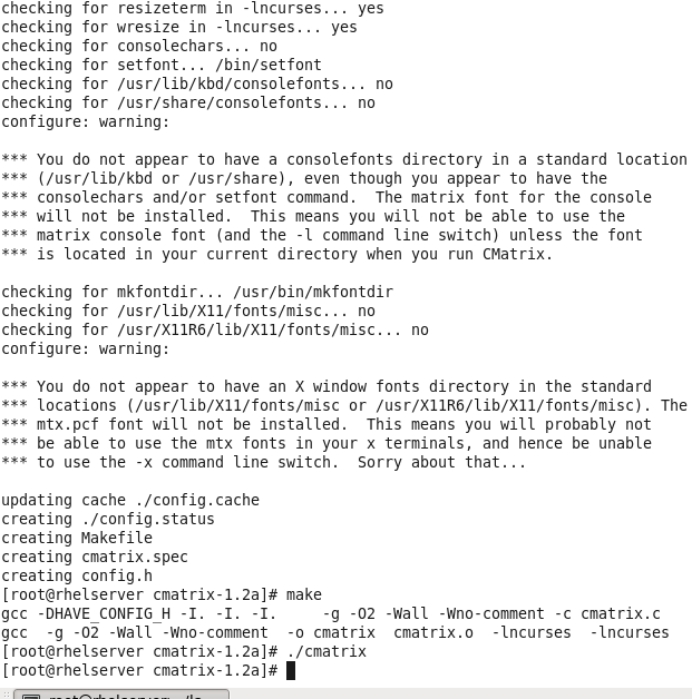 checking for resizeterm in -lncurses... yes
checking for wresize in -lncurses... yes
checking for consolechars... no
checking for setfont... /bin/setfont
checking for /usr/lib/kbd/consolefonts... no
checking for /usr/share/consolefonts... no
configure: warning:
*** You do not appear to have a consolefonts directory in a standard location
*** (/usr/lib/kbd or /usr/share), even though you appear to have the
*** consolechars and/or setfont command.  The matrix font for the console
*** will not be installed.  This means you will not be able to use the
*** matrix console font (and the -l command line switch) unless the font
*** is located in your current directory when you run CMatrix.
checking for mkfontdir... /usr/bin/mkfontdir
checking for /usr/lib/X11/fonts/misc... no
checking for /usr/X11R6/lib/X11/fonts/misc... no
configure: warning:
*** You do not appear to have an X window fonts directory in the standard
*** locations (/usr/lib/X11/fonts/misc or /usr/X11R6/lib/X11/fonts/misc). The
*** mtx.pcf font will not be installed.  This means you will probably not
*** be able to use the mtx fonts in your x terminals, and hence be unable
*** to use the -x command line switch.  Sorry about that...
updating cache ./config.cache
creating ./config.status
creating Makefile
creating cmatrix.spec
creating config.h
[root@rhelserver cmatrix-1.2a]# make
gcc -DHAVE_CONFIG_H -I. -I. -I.     -g -O2 -Wall -Wno-comment -c cmatrix.c
gcc  -g -O2 -Wall -Wno-comment  -o cmatrix  cmatrix.o  -lncurses  -lncurses
[root@rhelserver cmatrix-1.2a]# ./cmatrix
[root@rhelserver cmatrix-1.2a]#